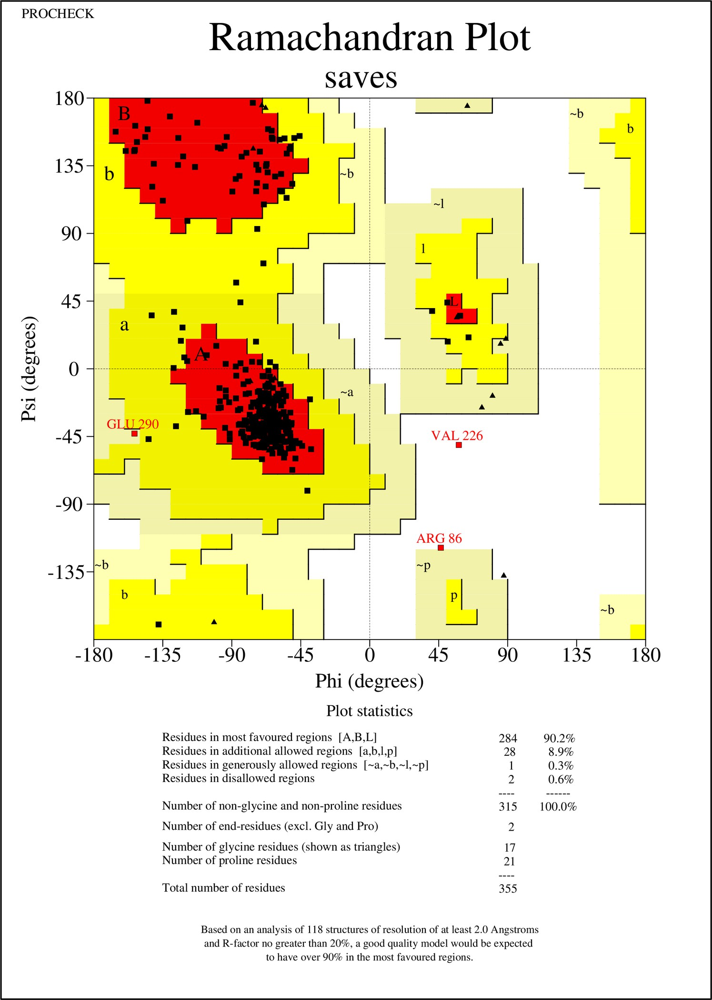 PROCHECK
Ramachandran Plot
saves
B
~b
b
b
~b
~l
l
L
a
A
~a
GLU 290
VAL 226
ARG 86
~b
~p
b
p
~b
180
135
90
45
0
-45
-90
-135
Psi (degrees)
-180 -135 -90 -45 0 45 90 135 180
Phi (degrees)
Plot statistics
Residues in most favoured regions [A,B,L] 284 90.2%
Residues in additional allowed regions [a,b,l,p] 28 8.9%
Residues in generously allowed regions [~a,~b,~l,~p] 1 0.3%
Residues in disallowed regions 2 0.6%
---- ------
Number of non-glycine and non-proline residues 315 100.0%
Number of end-residues (excl. Gly and Pro) 2
Number of glycine residues (shown as triangles) 17
Number of proline residues 21
----
Total number of residues 355
Based on an analysis of 118 structures of resolution of at least 2.0 Angstroms
and R-factor no greater than 20%, a good quality model would be expected
to have over 90% in the most favoured regions.